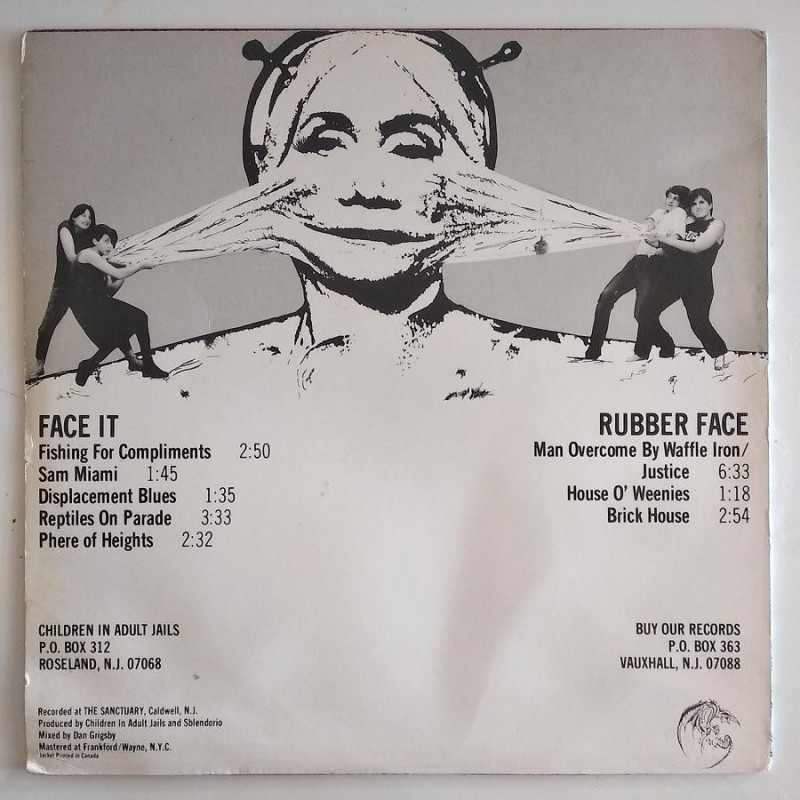 FACE IT
Fishing For Compliments 2:50
Sam Miami 1:45
Displacement Blues 1:35
Reptiles On Parade 3:33
Phere of Heights 2:32
RUBBER FACE
Man Overcome By Waffle Iron/
Justice 6:33
House O' Weenies 1:18
Brick House 2:54
CHILDREN IN ADULT JAILS
P.O. BOX 312
ROSELAND, N.J. 07068
BUY OUR RECORDS
P.O. BOX 363
VAUXHALL, N.J. 07088
Recorded at THE SANCTUARY, Caldwell, N.J.
Produced by Children In Adult Jails and Sblendorio
Mixed by Dan Grigsby
Mastered at Frankford/Wayne, N.Y.C.
Jacket Printed in Canada